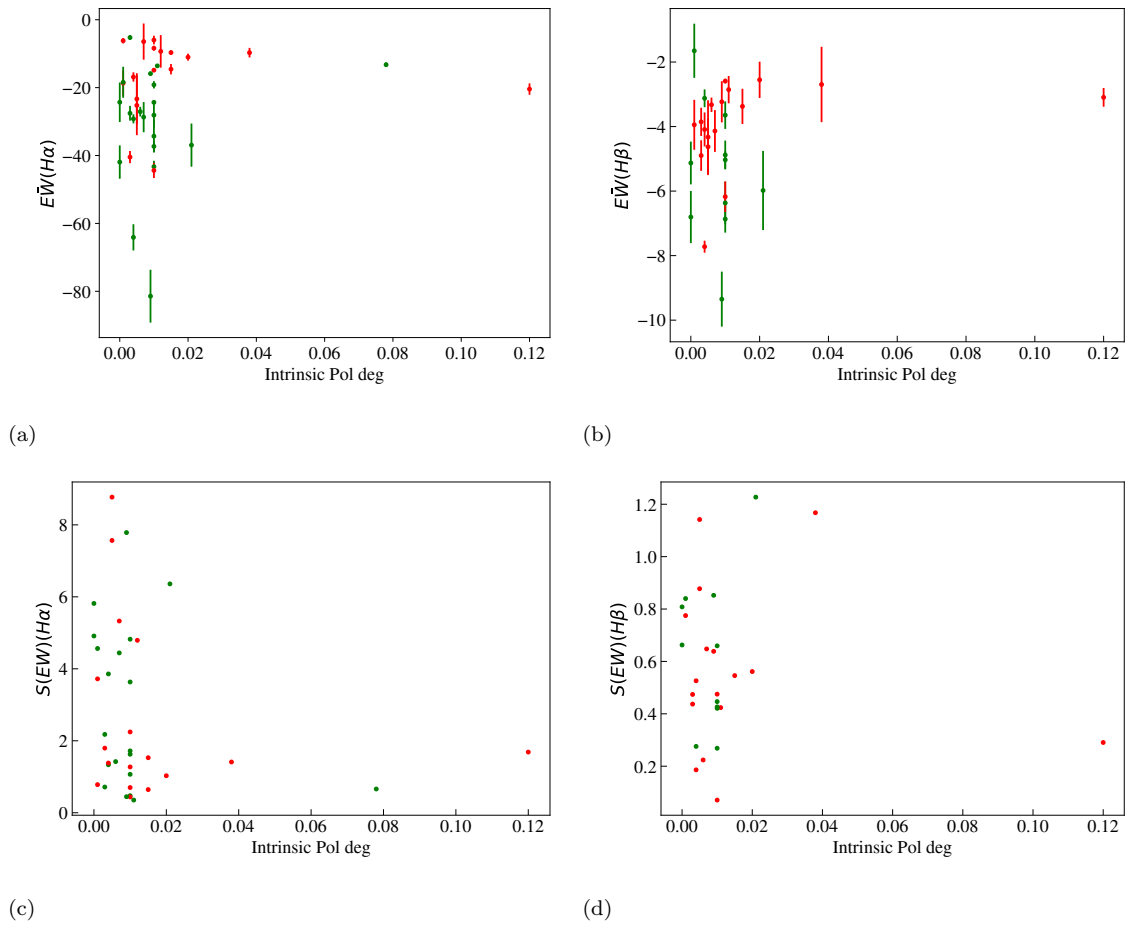 0
−20
−40
−60
−80
EW̄(Hα)
0.00 0.02 0.04 0.06 0.08 0.10 0.12
Intrinsic Pol deg
(a)
−2
−4
−6
−8
−10
EW̄(Hβ)
0.00 0.02 0.04 0.06 0.08 0.10 0.12
Intrinsic Pol deg
(b)
8
6
4
2
0
S(EW)(Hα)
0.00 0.02 0.04 0.06 0.08 0.10 0.12
Intrinsic Pol deg
(c)
1.2
1.0
0.8
0.6
0.4
0.2
S(EW)(Hβ)
0.00 0.02 0.04 0.06 0.08 0.10 0.12
Intrinsic Pol deg
(d)